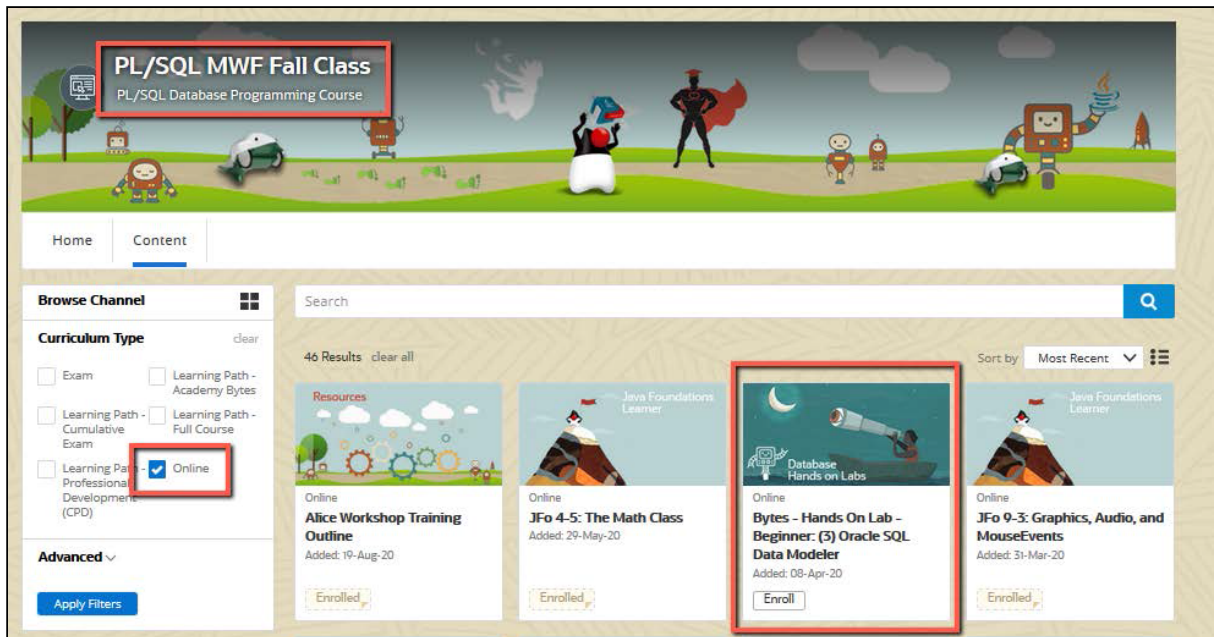 PL/SQL MWF Fall Class
PL/SQL Database Programming Course
Home
Content
Browse Channel
Curriculum Type
clear
Exam
Learning Path -
Academy Bytes
Learning Path -
Cumulative
Exam
Learning Path -
Full Course
Learning Path -
Professional
Development
(CPD)
Online
Advanced
Apply Filters
Search
46 Results clear all
Sort by
Most Recent
Resources
Online
Alice Workshop Training
Outline
Added: 19-Aug-20
Enrolled
Java Foundations
Learner
Online
JFo 4-5: The Math Class
Added: 29-May-20
Enrolled
Database
Hands on Labs
Online
Bytes - Hands On Lab -
Beginner: (3) Oracle SQL
Data Modeler
Added: 08-Apr-20
Enroll
Java Foundations
Learner
Online
JFo 9-3: Graphics, Audio, and
MouseEvents
Added: 31-Mar-20
Enrolled